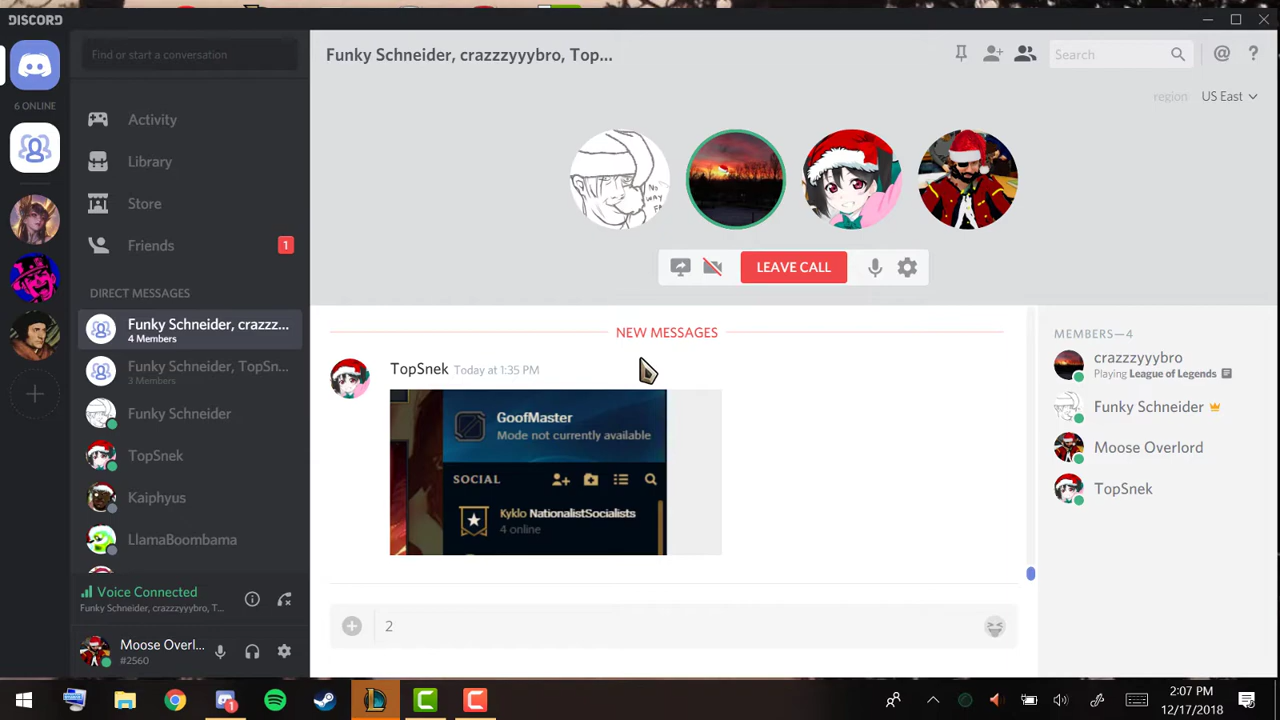 DISCORD
Find or start a conversation
6 ONLINE
Activity
Library
Store
Friends
1
DIRECT MESSAGES
Funky Schneider, crazzz...
4 Members
Funky Schneider, TopSn...
3 Members
Funky Schneider
TopSnek
Kaiphyus
LlamaBoombama
Voice Connected
Funky Schneider, crazzzyyybro, T...
Moose Overl...
#2560
Funky Schneider, crazzzyyybro, Top...
Search
region
US East
NO
WAY
LEAVE CALL
NEW MESSAGES
TopSnek Today at 1:35 PM
GoofMaster
Mode not currently available
SOCIAL
Kyklo NationalistSocialists
4 online
2
MEMBERS—4
crazzzyyybro
Playing League of Legends
Funky Schneider
Moose Overlord
TopSnek
1
2:07 PM
12/17/2018